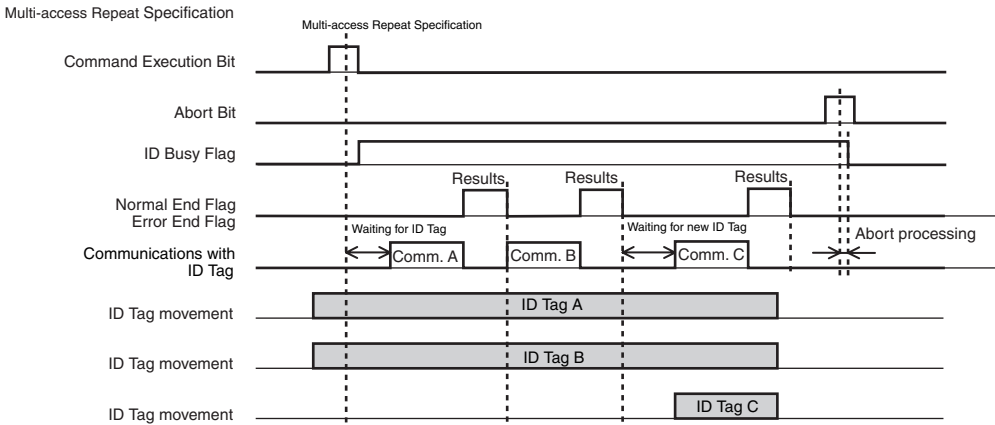 Multi-access Repeat Specification
Multi-access Repeat Specification
Command Execution Bit
Abort Bit
ID Busy Flag
Results
Results
Results
Normal End Flag
Error End Flag
Waiting for ID Tag
Waiting for new ID Tag
Abort processing
Communications with
ID Tag
Comm. A
Comm. B
Comm. C
ID Tag movement
ID Tag A
ID Tag movement
ID Tag B
ID Tag movement
ID Tag C